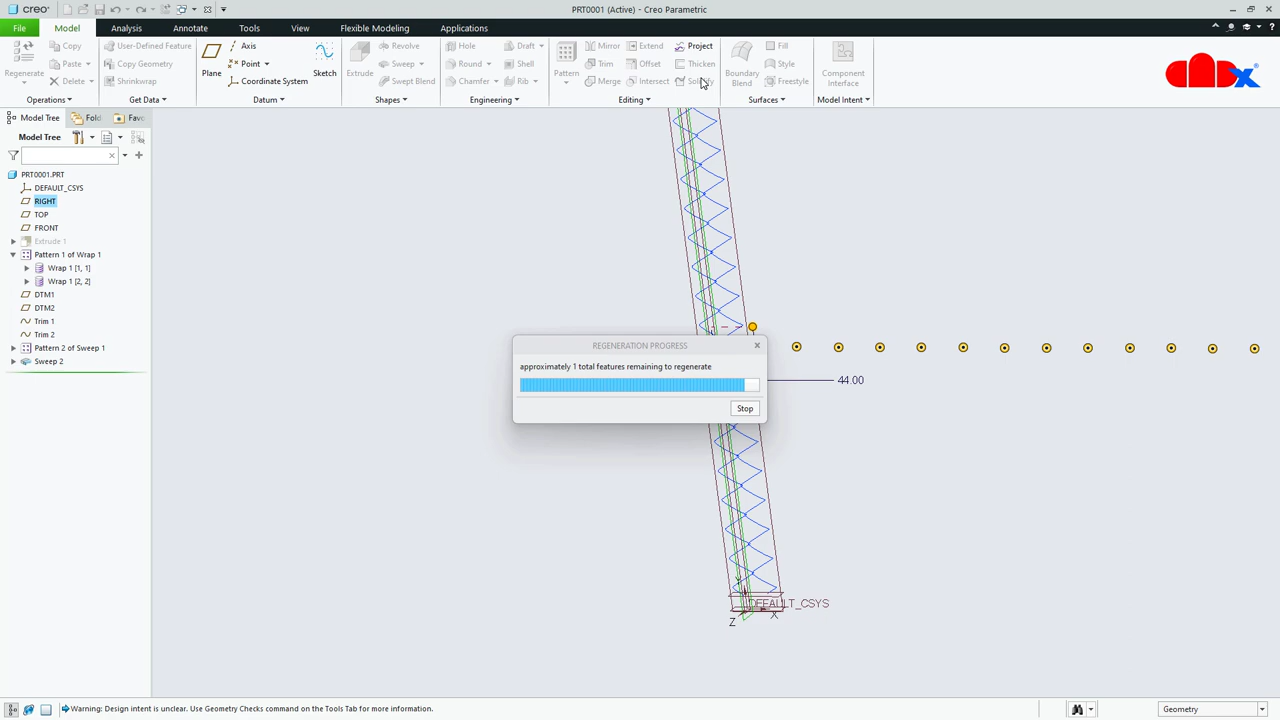 creo
PRT0001 (Active) - Creo Parametric
File Model Analysis Annotate Tools View Flexible Modeling Applications
Regenerate Copy Paste Delete Operations
User-Defined Feature Copy Geometry Shrinkwrap Get Data
Plane Axis Point Coordinate System Sketch Datum
Extrude Revolve Sweep Swept Blend Shapes
Hole Round Chamfer Draft Shell Rib Engineering
Pattern Mirror Trim Merge Extend Offset Intersect Project Thicken Solidify Editing
Boundary Blend Fill Style Freestyle Surfaces
Component Interface Model Intent
CADX
Model Tree Fold Favo
Model Tree
PRT0001.PRT
DEFAULT_CSYS
RIGHT
TOP
FRONT
Extrude 1
Pattern 1 of Wrap 1
Wrap 1 [1, 1]
Wrap 1 [2, 2]
DTM1
DTM2
Trim 1
Trim 2
Pattern 2 of Sweep 1
Sweep 2
REGENERATION PROGRESS
approximately 1 total features remaining to regenerate
Stop
44.00
DEFAULT_CSYS
Y
X
Z
Warning: Design intent is unclear. Use Geometry Checks command on the Tools Tab for more information.
Geometry